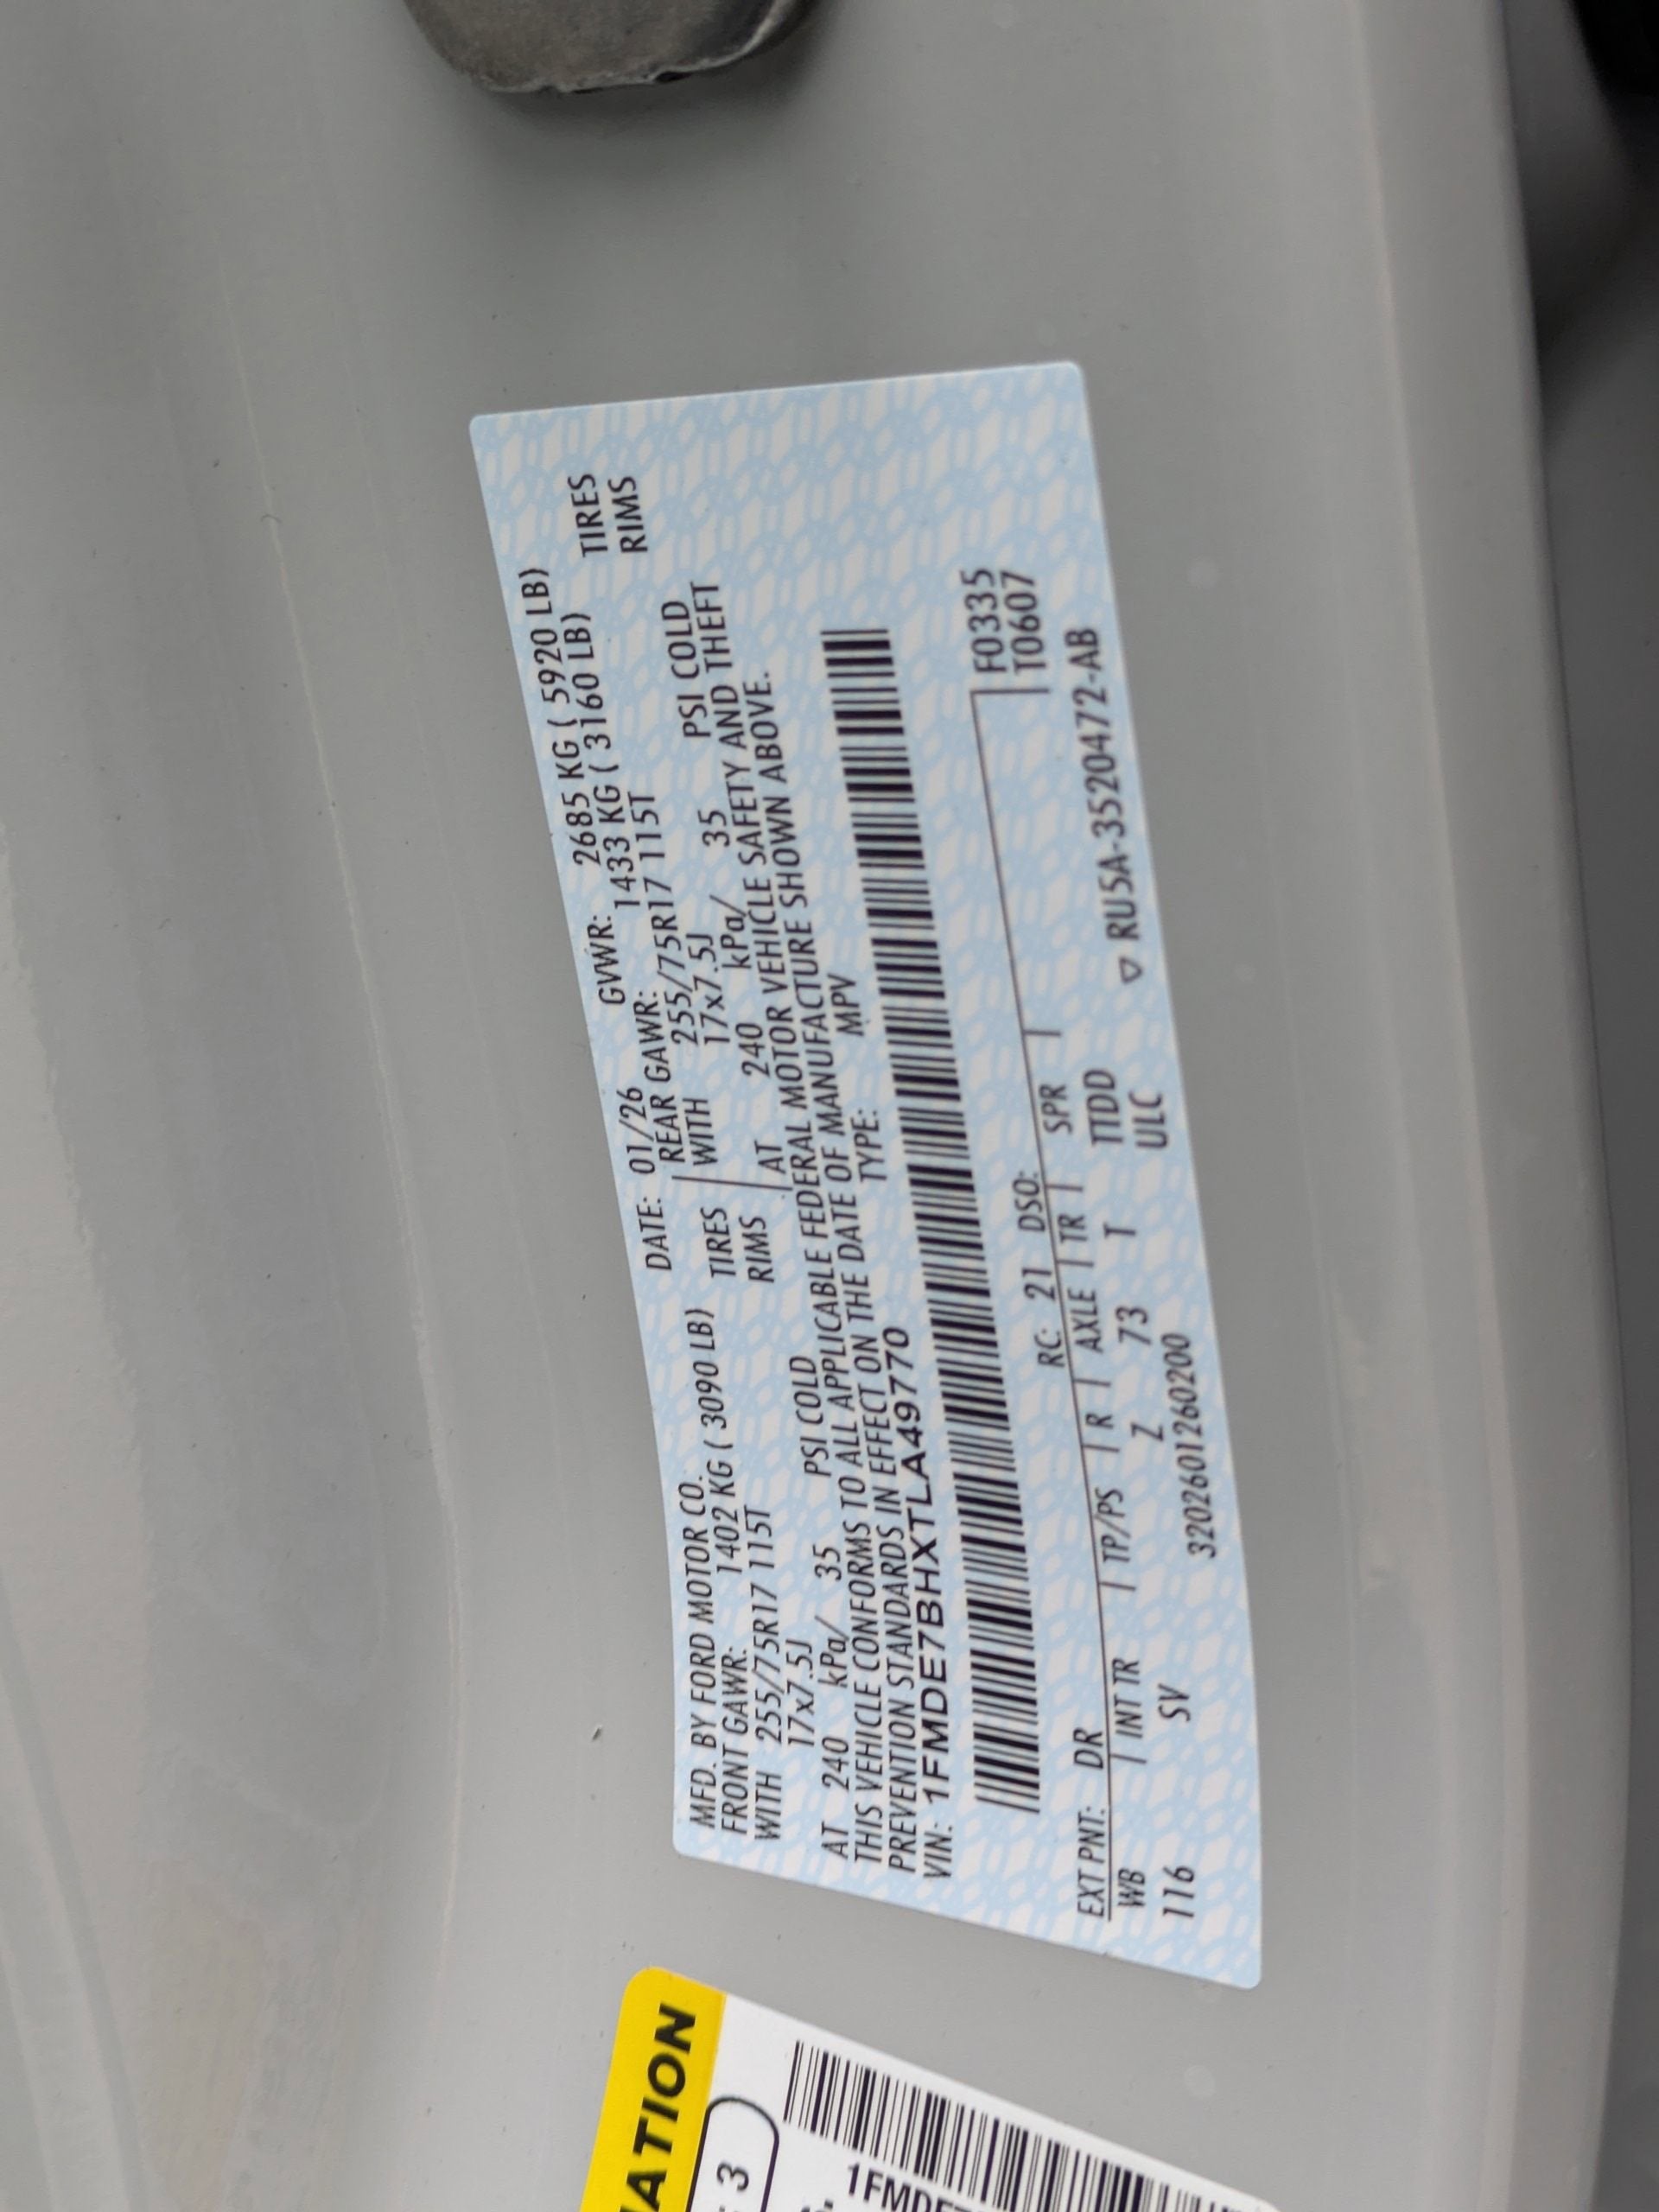 MFD. BY FORD MOTOR CO.
DATE: 01/26 GVWR: 2685 KG ( 5920 LB)
FRONT GAWR: 1402 KG ( 3090 LB) REAR GAWR: 1433 KG ( 3160 LB)
WITH 255/75R17 115T TIRES WITH 255/75R17 115T TIRES
17x7.5J RIMS 17x7.5J RIMS
AT 240 kPa/ 35 PSI COLD AT 240 kPa/ 35 PSI COLD
THIS VEHICLE CONFORMS TO ALL APPLICABLE FEDERAL MOTOR VEHICLE SAFETY AND THEFT
PREVENTION STANDARDS IN EFFECT ON THE DATE OF MANUFACTURE SHOWN ABOVE.
VIN: 1FMDE7BHXTLA49770 TYPE: MPV
F0335
T0607
EXT PNT: DR RC: 21 DSO:
WB | INT TR | TP/PS | R | AXLE | TR | SPR |
116 SV Z 73 T TTDD
ULC
320260126020​0 ▽ RU5A-3520472-AB
3